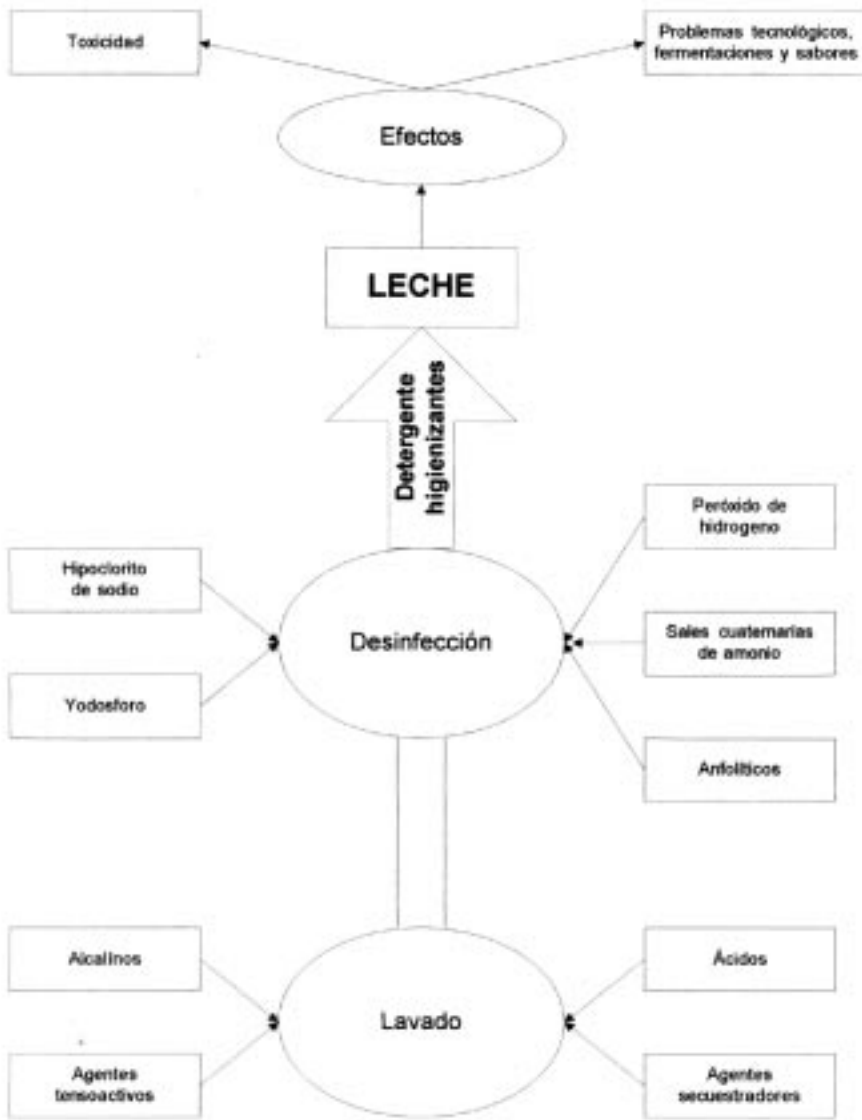 Toxicidad
Problemas tecnológicos,
fermentaciones y sabores
Efectos
LECHE
Detergente
higienizantes
Peróxido de
hidrogeno
Hipoclorito
de sodio
Desinfección
Sales cuaternarias
de amonio
Yodosforo
Anfolíticos
Alcalinos
Ácidos
Lavado
Agentes
tensoactivos
Agentes
secuestradores